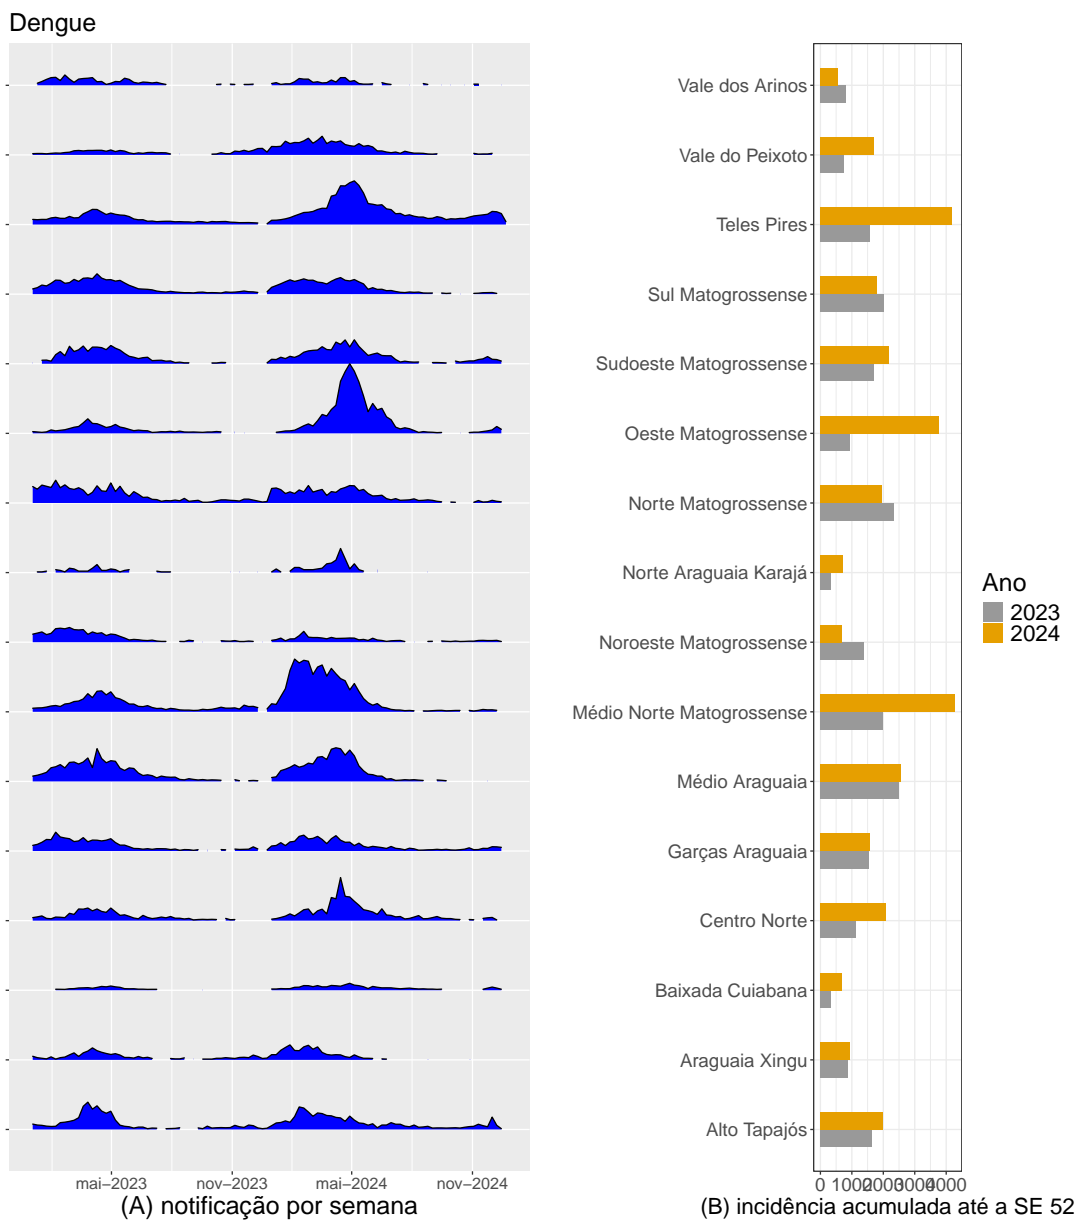 Dengue
Vale dos Arinos
Vale do Peixoto
Teles Pires
Sul Matogrossense
Sudoeste Matogrossense
Oeste Matogrossense
Norte Matogrossense
Norte Araguaia Karajá
Noroeste Matogrossense
Médio Norte Matogrossense
Médio Araguaia
Garças Araguaia
Centro Norte
Baixada Cuiabana
Araguaia Xingu
Alto Tapajós
Ano
2023
2024
mai–2023 nov–2023 mai–2024 nov–2024
0 1000 2000 3000 4000
(A) notificação por semana
(B) incidência acumulada até a SE 52